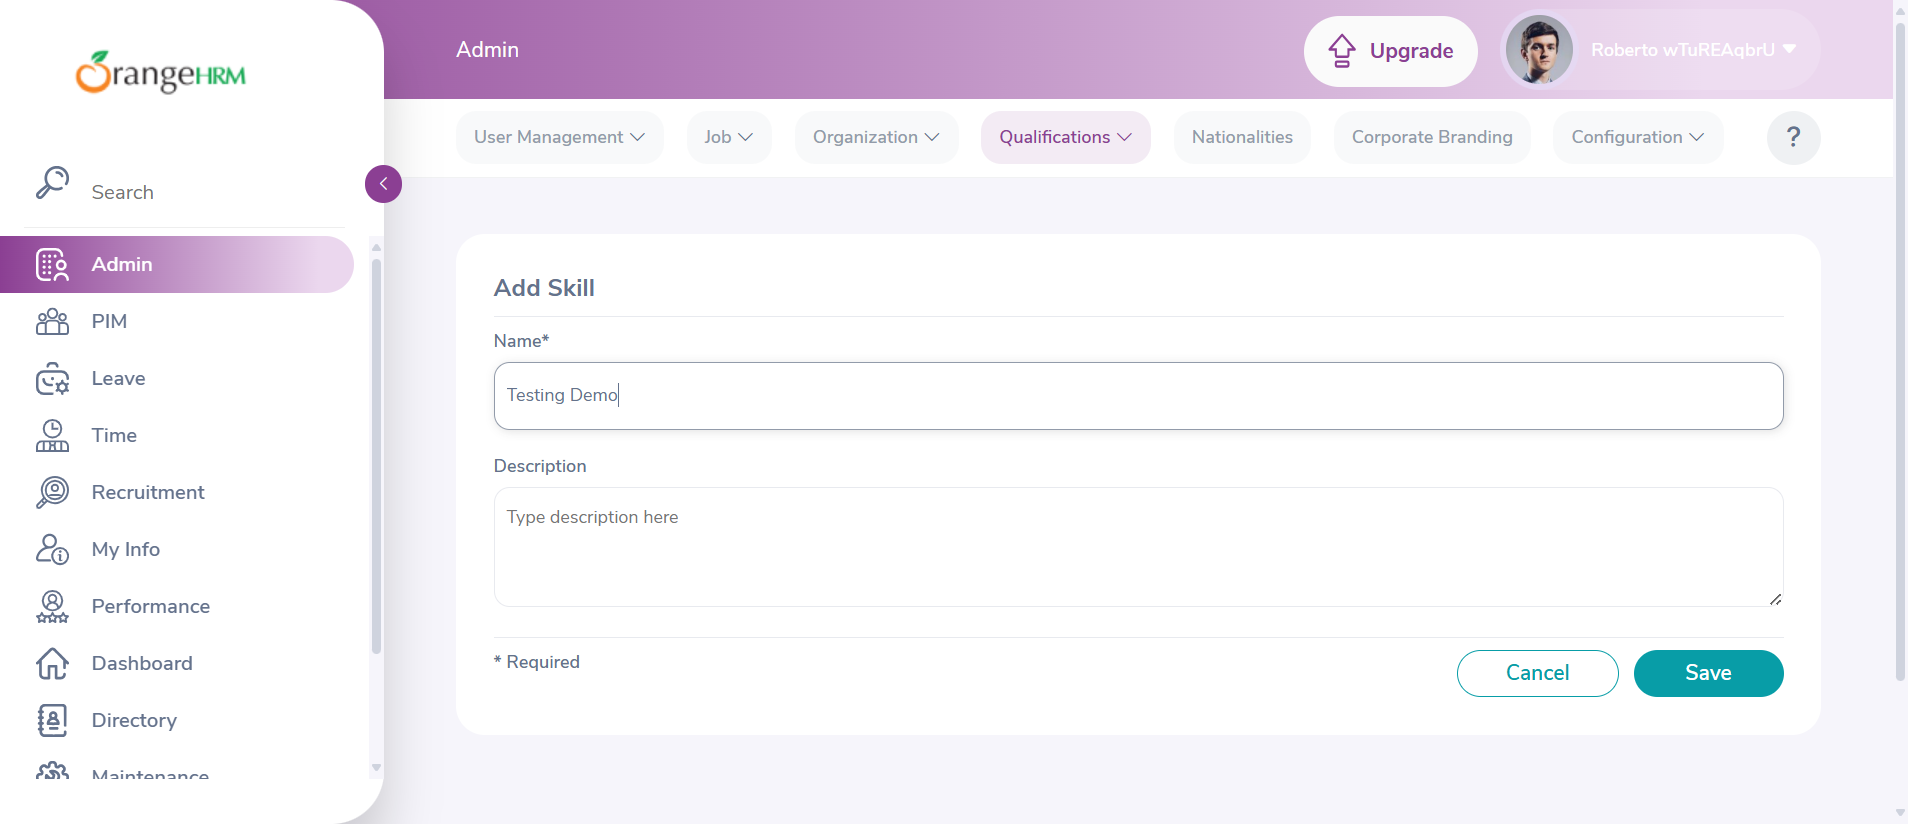 OrangeHRM
Admin
Upgrade
Roberto wTuREAqbrU
User Management
Job
Organization
Qualifications
Nationalities
Corporate Branding
Configuration
?
Search
Admin
PIM
Leave
Time
Recruitment
My Info
Performance
Dashboard
Directory
Maintenance
Add Skill
Name*
Testing Demo
Description
Type description here
* Required
Cancel
Save